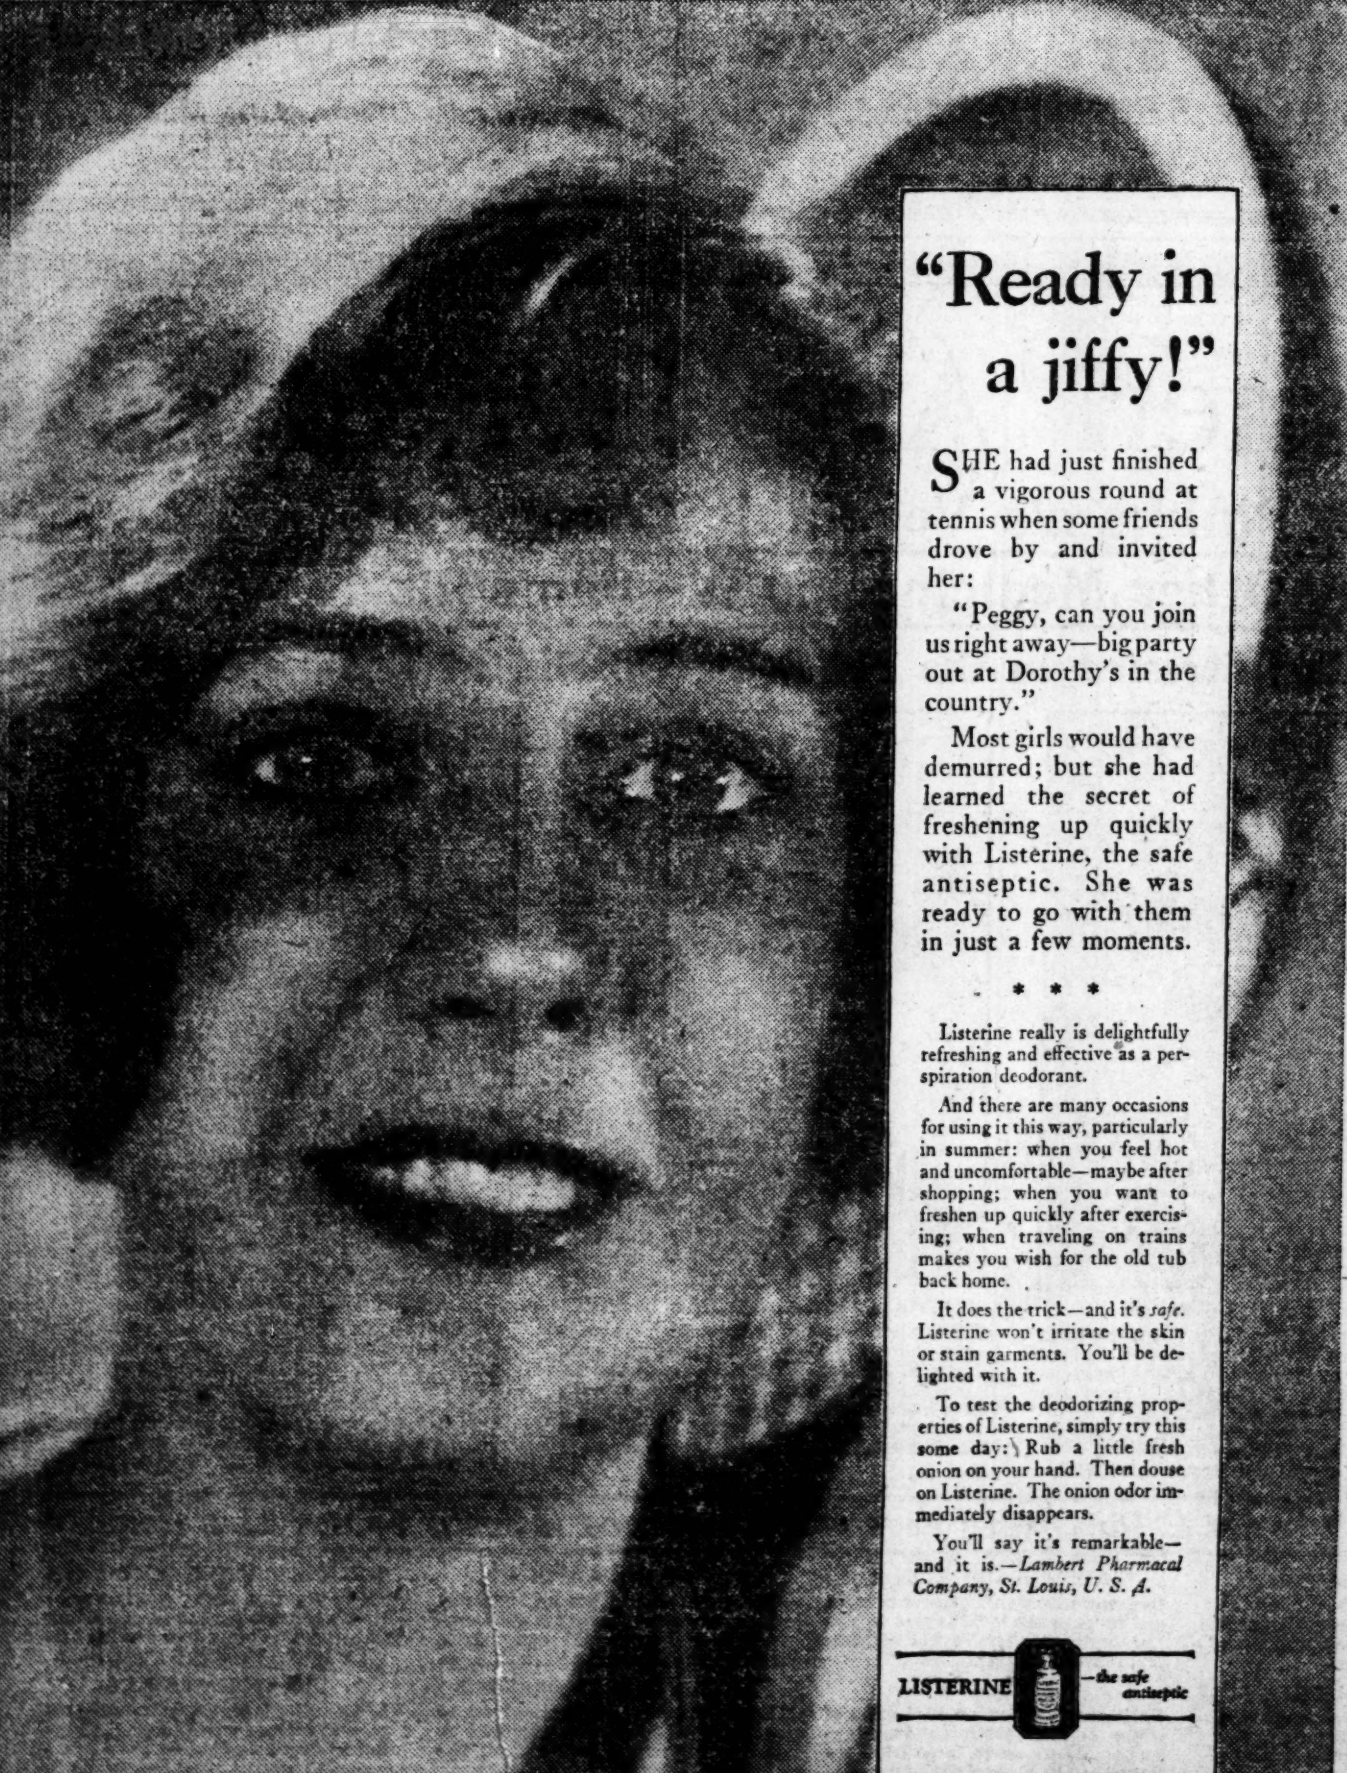 “Ready in
a jiffy!”
SHE had just finished
a vigorous round at
tennis when some friends
drove by and invited
her:
“Peggy, can you join
us right away—big party
out at Dorothy’s in the
country.”
Most girls would have
demurred; but she had
learned the secret of
freshening up quickly
with Listerine, the safe
antiseptic. She was
ready to go with them
in just a few moments.
* * *
Listerine really is delightfully
refreshing and effective as a per-
spiration deodorant.
And there are many occasions
for using it this way, particularly
in summer: when you feel hot
and uncomfortable—maybe after
shopping; when you want to
freshen up quickly after exercis-
ing; when traveling on trains
makes you wish for the old tub
back home.
It does the trick—and it’s safe.
Listerine won’t irritate the skin
or stain garments. You’ll be de-
lighted with it.
To test the deodorizing prop-
erties of Listerine, simply try this
some day: Rub a little fresh
onion on your hand. Then douse
on Listerine. The onion odor im-
mediately disappears.
You’ll say it’s remarkable—
and it is.—Lambert Pharmacal
Company, St. Louis, U. S. A.
LISTERINE —the safe
antiseptic